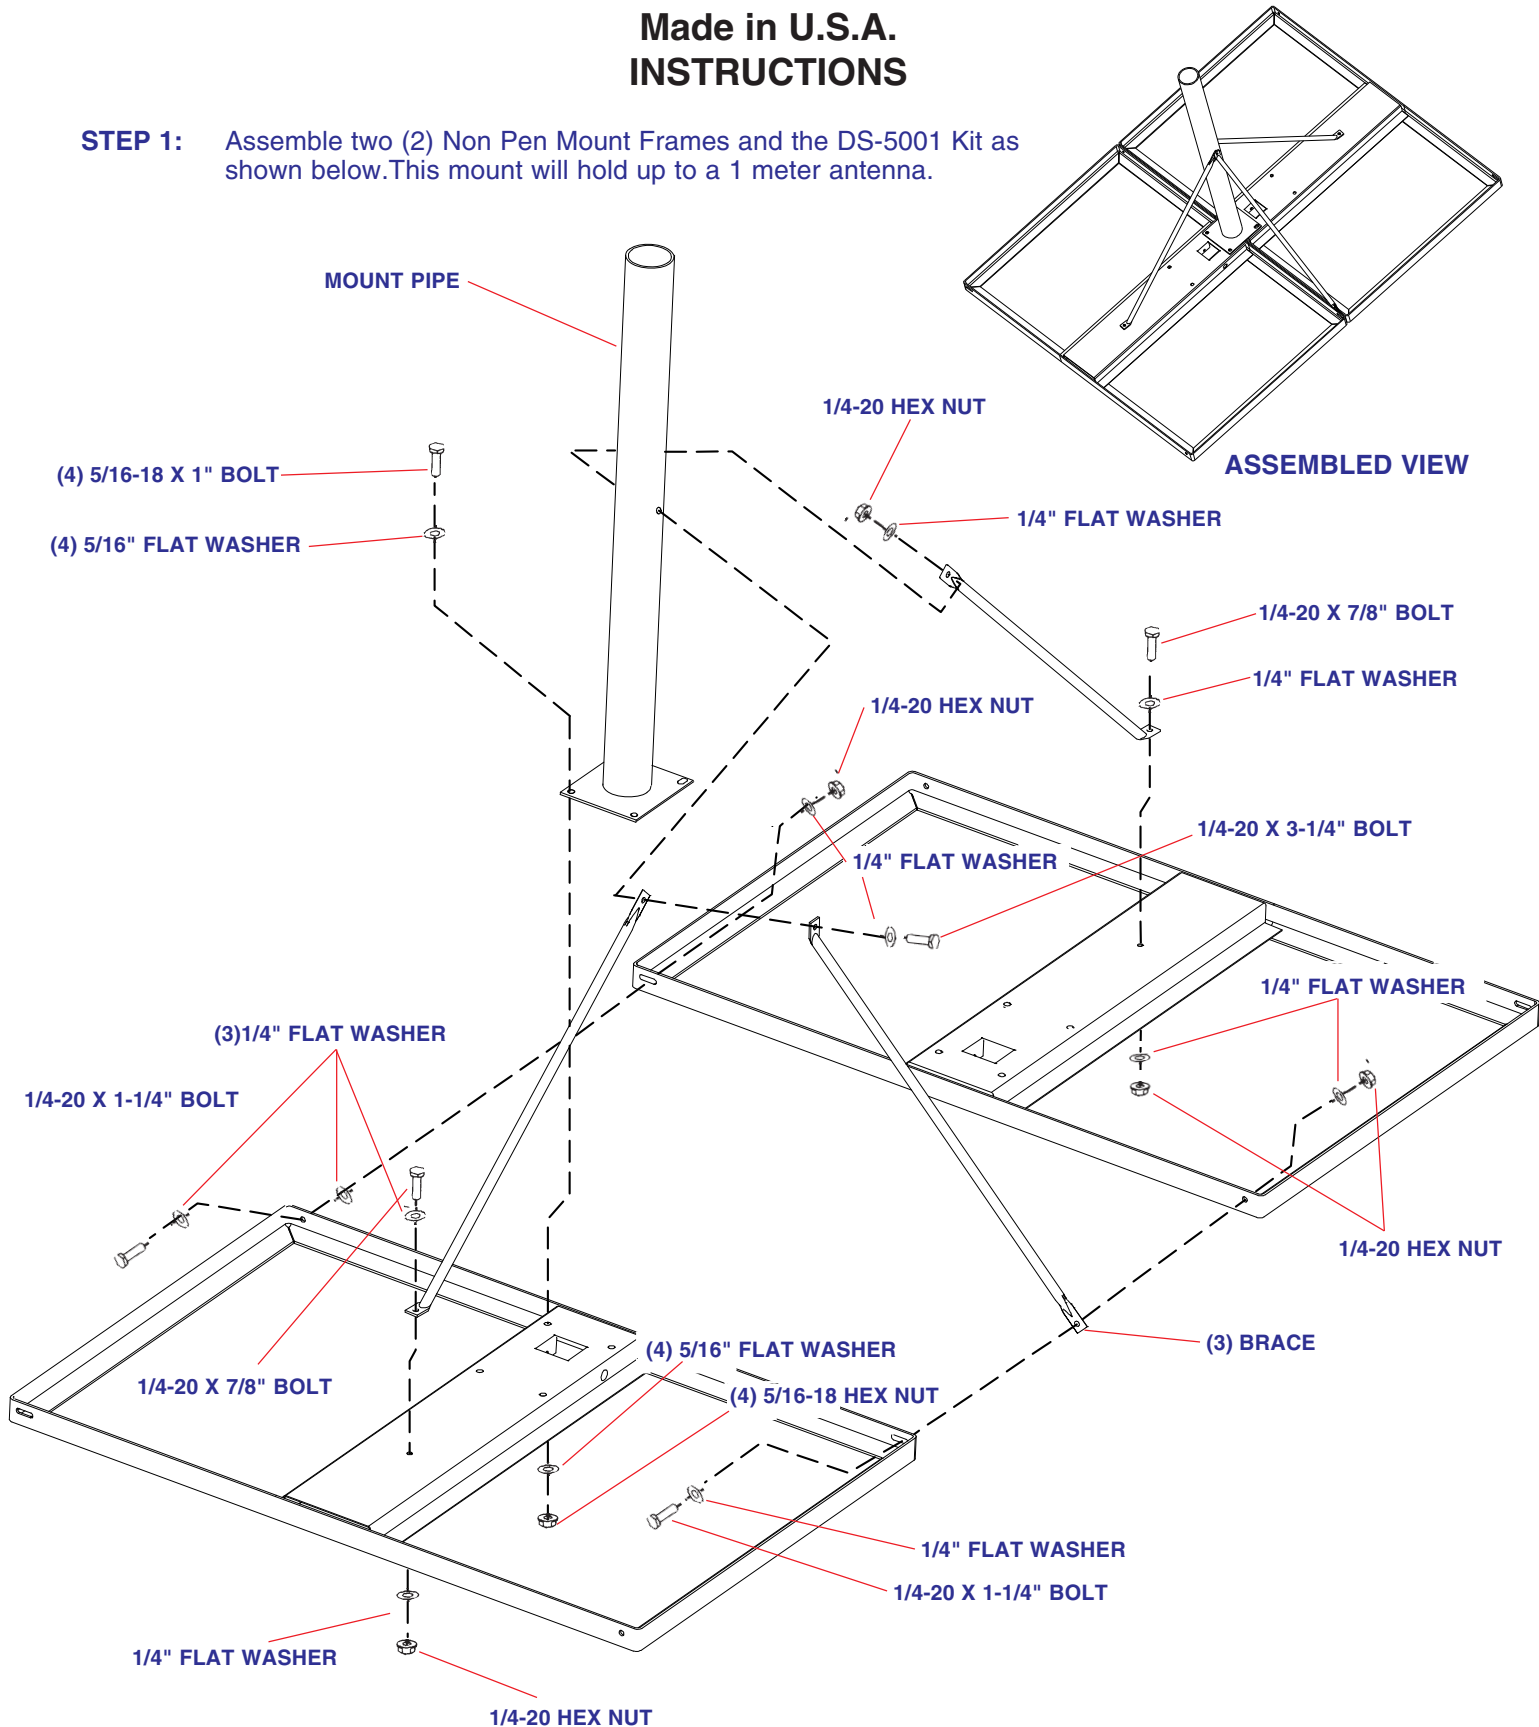 Made in U.S.A.
INSTRUCTIONS
STEP 1: Assemble two (2) Non Pen Mount Frames and the DS-5001 Kit as
shown below.This mount will hold up to a 1 meter antenna.
MOUNT PIPE
1/4-20 HEX NUT
ASSEMBLED VIEW
(4) 5/16-18 X 1" BOLT
1/4" FLAT WASHER
(4) 5/16" FLAT WASHER
1/4-20 X 7/8" BOLT
1/4" FLAT WASHER
1/4-20 HEX NUT
1/4-20 X 3-1/4" BOLT
1/4" FLAT WASHER
1/4" FLAT WASHER
(3)1/4" FLAT WASHER
1/4-20 X 1-1/4" BOLT
1/4-20 HEX NUT
(3) BRACE
(4) 5/16" FLAT WASHER
1/4-20 X 7/8" BOLT
(4) 5/16-18 HEX NUT
1/4" FLAT WASHER
1/4-20 X 1-1/4" BOLT
1/4" FLAT WASHER
1/4-20 HEX NUT